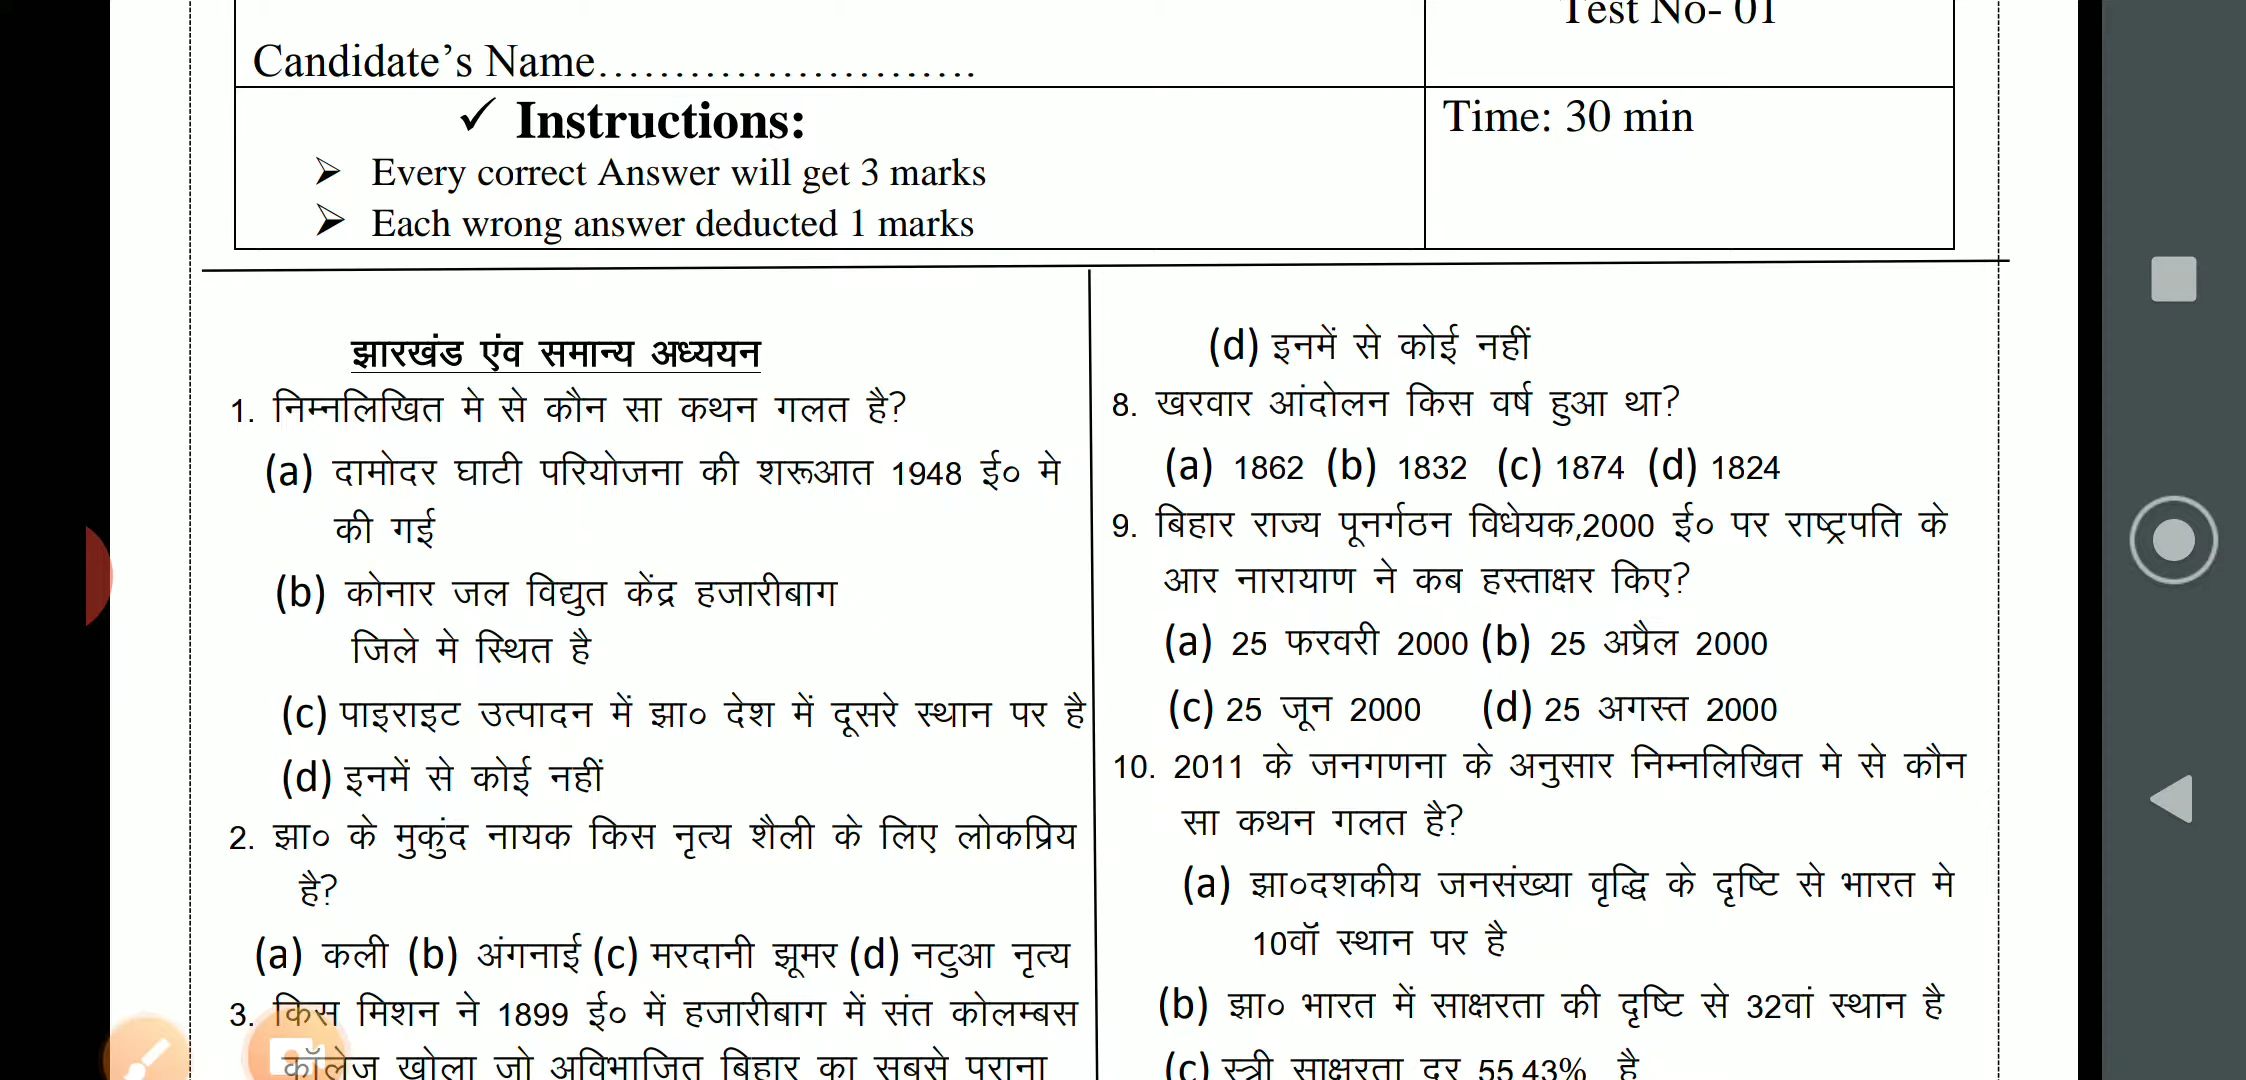 Test No- 01
Candidate’s Name..........................
✓ Instructions:
Time: 30 min
➢ Every correct Answer will get 3 marks
➢ Each wrong answer deducted 1 marks
झारखंड एंव समान्य अध्ययन
1. निम्नलिखित मे से कौन सा कथन गलत है?
(a) दामोदर घाटी परियोजना की शरूआत 1948 ई० मे
की गई
(b) कोनार जल विद्युत केंद्र हजारीबाग
जिले मे स्थित है
(c) पाइराइट उत्पादन में झा० देश में दूसरे स्थान पर है
(d) इनमें से कोई नहीं
2. झा० के मुकुंद नायक किस नृत्य शैली के लिए लोकप्रिय
है?
(a) कली (b) अंगनाई (c) मरदानी झूमर (d) नटुआ नृत्य
3. किस मिशन ने 1899 ई० में हजारीबाग में संत कोलम्बस
कॉलेज खोला जो अविभाजित बिहार का सबसे पुराना
(d) इनमें से कोई नहीं
8. खरवार आंदोलन किस वर्ष हुआ था?
(a) 1862 (b) 1832 (c) 1874 (d) 1824
9. बिहार राज्य पूनर्गठन विधेयक,2000 ई० पर राष्ट्रपति के
आर नारायाण ने कब हस्ताक्षर किए?
(a) 25 फरवरी 2000 (b) 25 अप्रैल 2000
(c) 25 जून 2000 (d) 25 अगस्त 2000
10. 2011 के जनगणना के अनुसार निम्नलिखित मे से कौन
सा कथन गलत है?
(a) झा०दशकीय जनसंख्या वृद्धि के दृष्टि से भारत मे
10वॉ स्थान पर है
(b) झा० भारत में साक्षरता की दृष्टि से 32वां स्थान है
(c) स्त्री साक्षरता दर 55.43% है